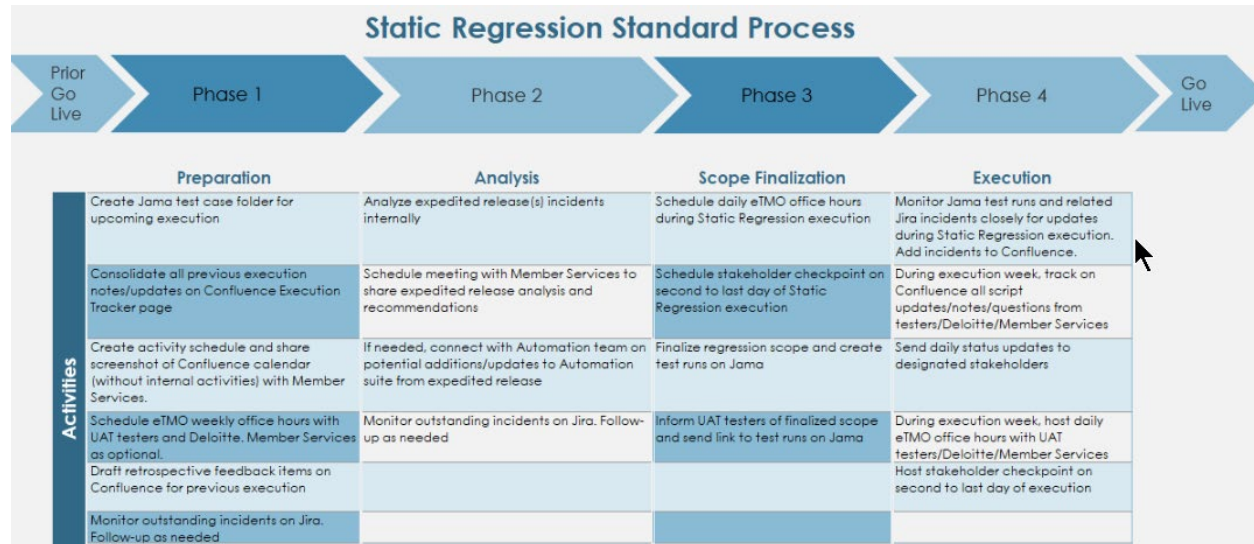 Static Regression Standard Process
Prior
Go
Live
Phase 1
Phase 2
Phase 3
Phase 4
Go
Live
Preparation
Analysis
Scope Finalization
Execution
Activities
Create Jama test case folder for
upcoming execution
Analyze expedited release(s) incidents
internally
Schedule daily eTMO office hours
during Static Regression execution
Monitor Jama test runs and related
Jira incidents closely for updates
during Static Regression execution.
Add incidents to Confluence.
Consolidate all previous execution
notes/updates on Confluence Execution
Tracker page
Schedule meeting with Member Services to
share expedited release analysis and
recommendations
Schedule stakeholder checkpoint on
second to last day of Static
Regression execution
During execution week, track on
Confluence all script
updates/notes/questions from
testers/Deloitte/Member Services
Create activity schedule and share
screenshot of Confluence calendar
(without internal activities) with Member
Services.
If needed, connect with Automation team on
potential additions/updates to Automation
suite from expedited release
Finalize regression scope and create
test runs on Jama
Send daily status updates to
designated stakeholders
Schedule eTMO weekly office hours with
UAT testers and Deloitte. Member Services
as optional.
Monitor outstanding incidents on Jira. Follow-
up as needed
Inform UAT testers of finalized scope
and send link to test runs on Jama
During execution week, host daily
eTMO office hours with UAT
testers/Deloitte/Member Services
Draft retrospective feedback items on
Confluence for previous execution
Host stakeholder checkpoint on
second to last day of execution
Monitor outstanding incidents on Jira.
Follow-up as needed